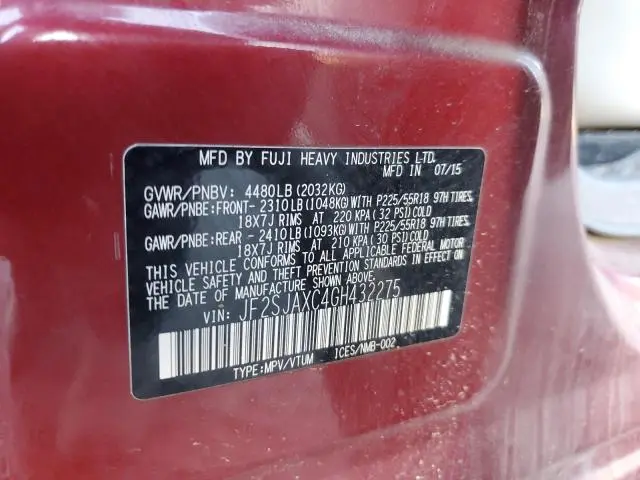 MFD BY FUJI HEAVY INDUSTRIES LTD.
MFD IN 07/15
GVWR/PNBV: 4480LB(2032KG)
GAWR/PNBE:FRONT- 2310LB(1048KG)WITH P225/55R18 97H TIRES,
18X7J RIMS AT 220 KPA(32 PSI)COLD
GAWR/PNBE:REAR - 2410LB(1093KG)WITH P225/55R18 97H TIRES,
18X7J RIMS AT 210 KPA(30 PSI)COLD
THIS VEHICLE CONFORMS TO ALL APPLICABLE FEDERAL MOTOR
VEHICLE SAFETY AND THEFT PREVENTION STANDARDS IN EFFECT ON
THE DATE OF MANUFACTURE SHOWN ABOVE.
VIN: JF2SJAXC4GH432275
TYPE:MPV/VTUM ICES/NMB-002